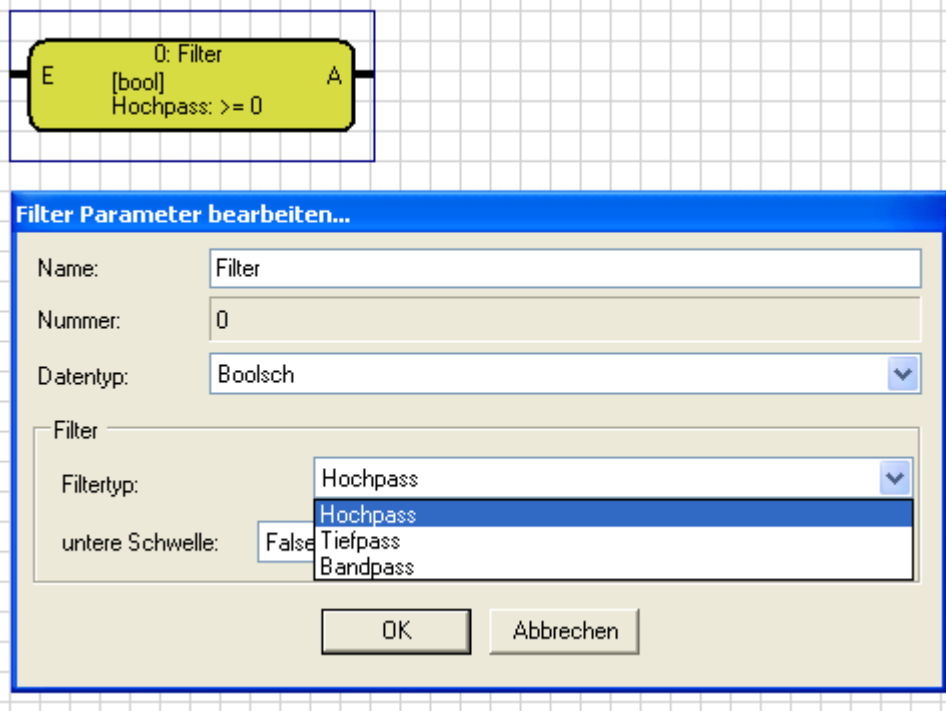 0: Filter
E
A
[bool]
Hochpass: >= 0
Filter Parameter bearbeiten...
Name:
Filter
Nummer:
0
Datentyp:
Boolsch
Filter
Filtertyp:
Hochpass
Hochpass
untere Schwelle:
False
Tiefpass
Bandpass
OK
Abbrechen